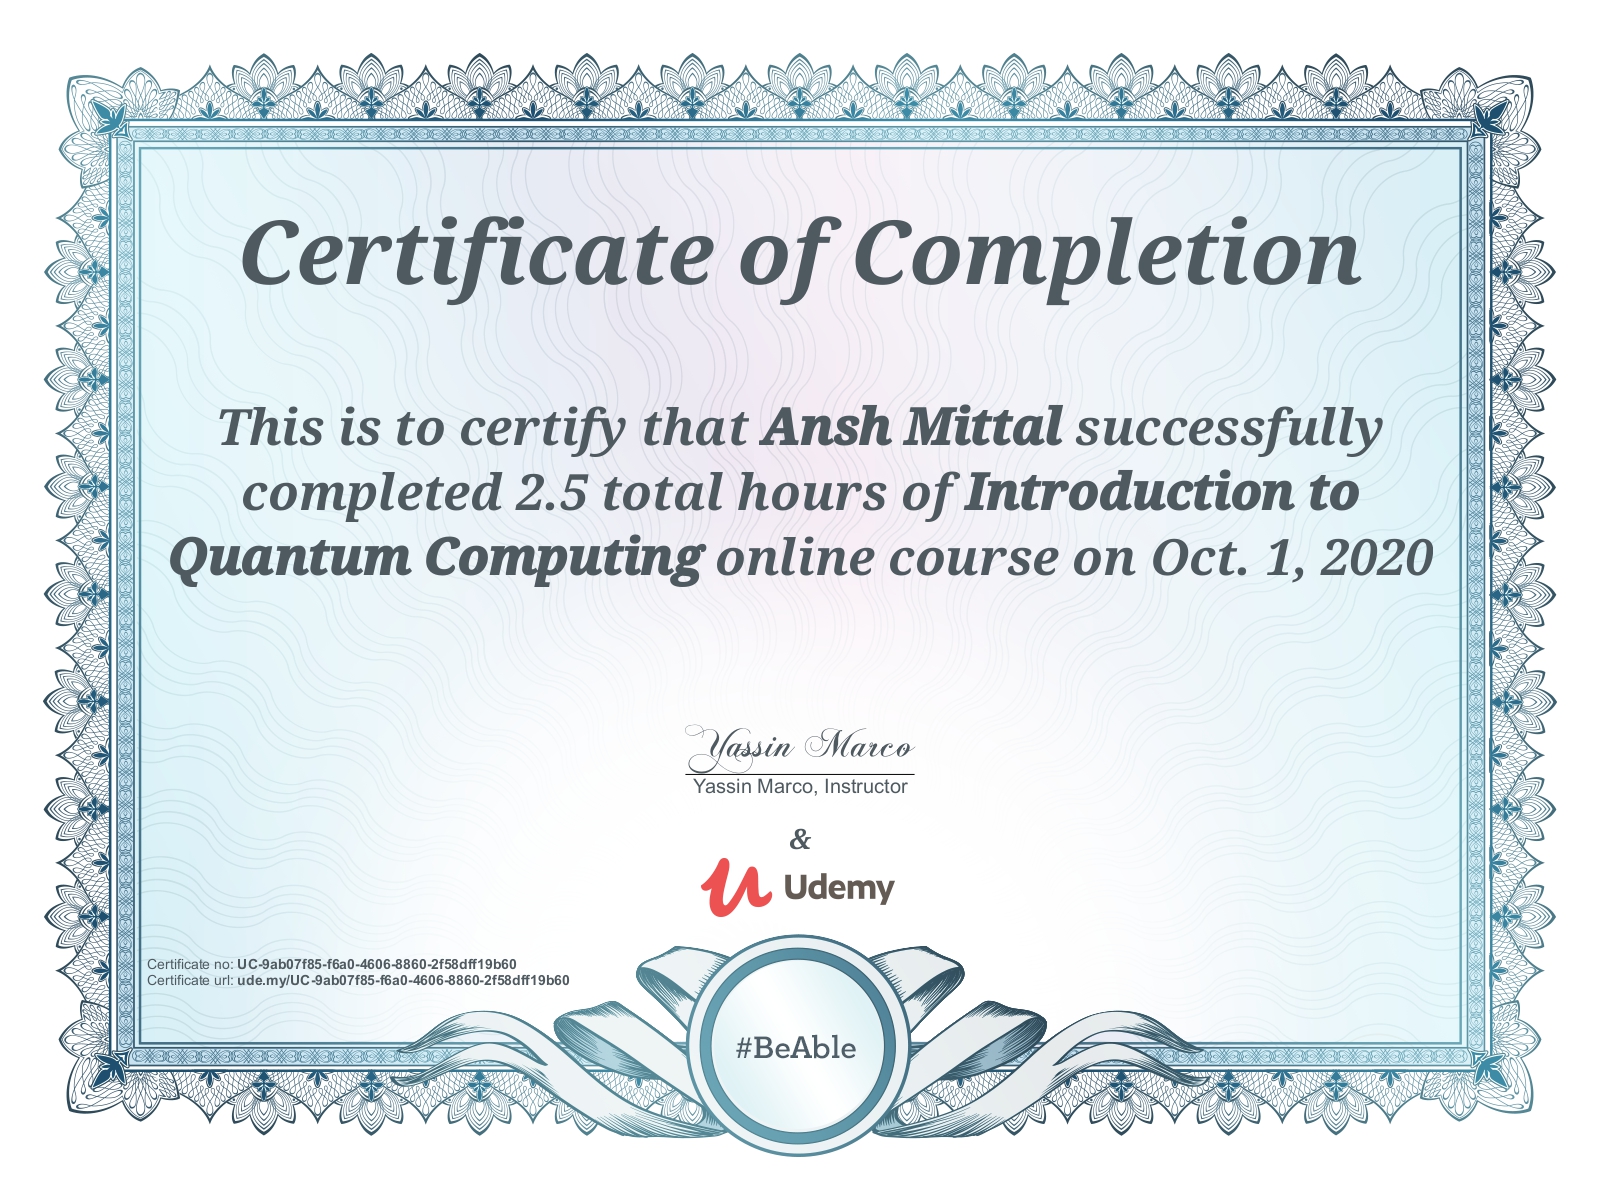 Certificate of Completion
This is to certify that Ansh Mittal successfully
completed 2.5 total hours of Introduction to
Quantum Computing online course on Oct. 1, 2020
Yassin Marco
Yassin Marco, Instructor
&
Udemy
Certificate no: UC-9ab07f85-f6a0-4606-8860-2f58dff19b60
Certificate url: ude.my/UC-9ab07f85-f6a0-4606-8860-2f58dff19b60
#BeAble